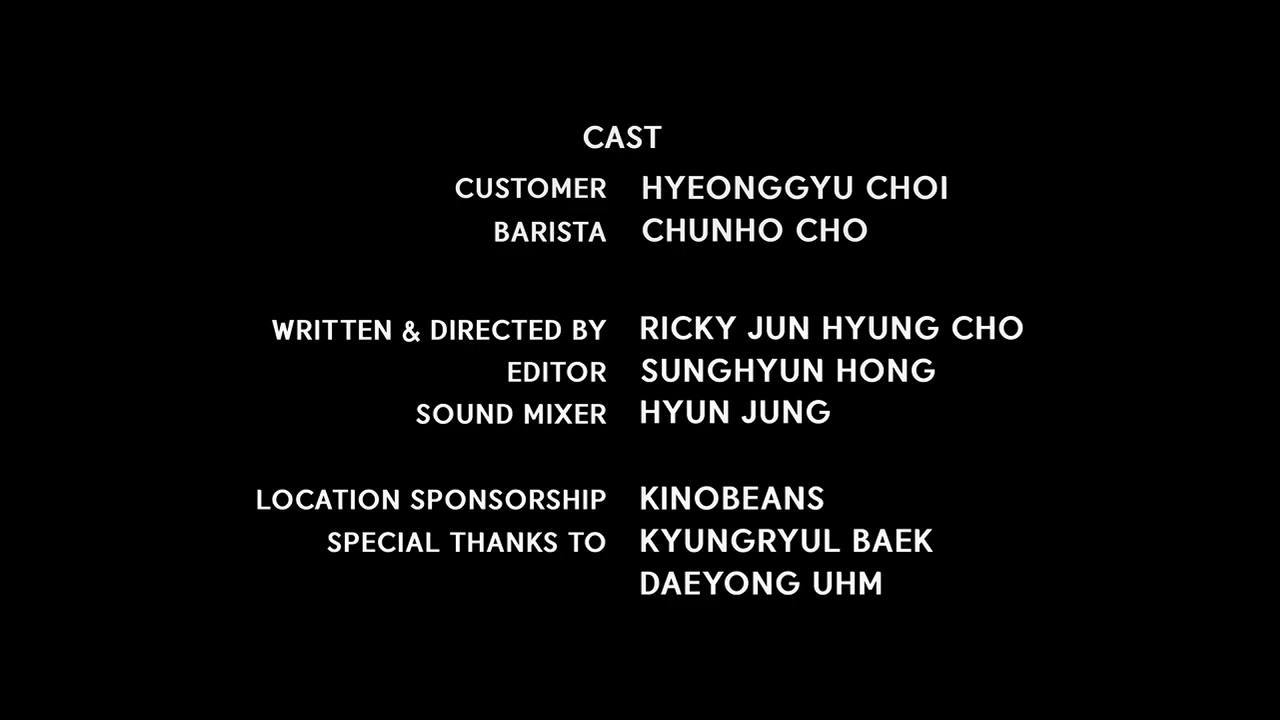 CAST
CUSTOMER HYEONGGYU CHOI
BARISTA CHUNHO CHO
WRITTEN & DIRECTED BY RICKY JUN HYUNG CHO
EDITOR SUNGHYUN HONG
SOUND MIXER HYUN JUNG
LOCATION SPONSORSHIP KINOBEANS
SPECIAL THANKS TO KYUNGRYUL BAEK
DAEYONG UHM